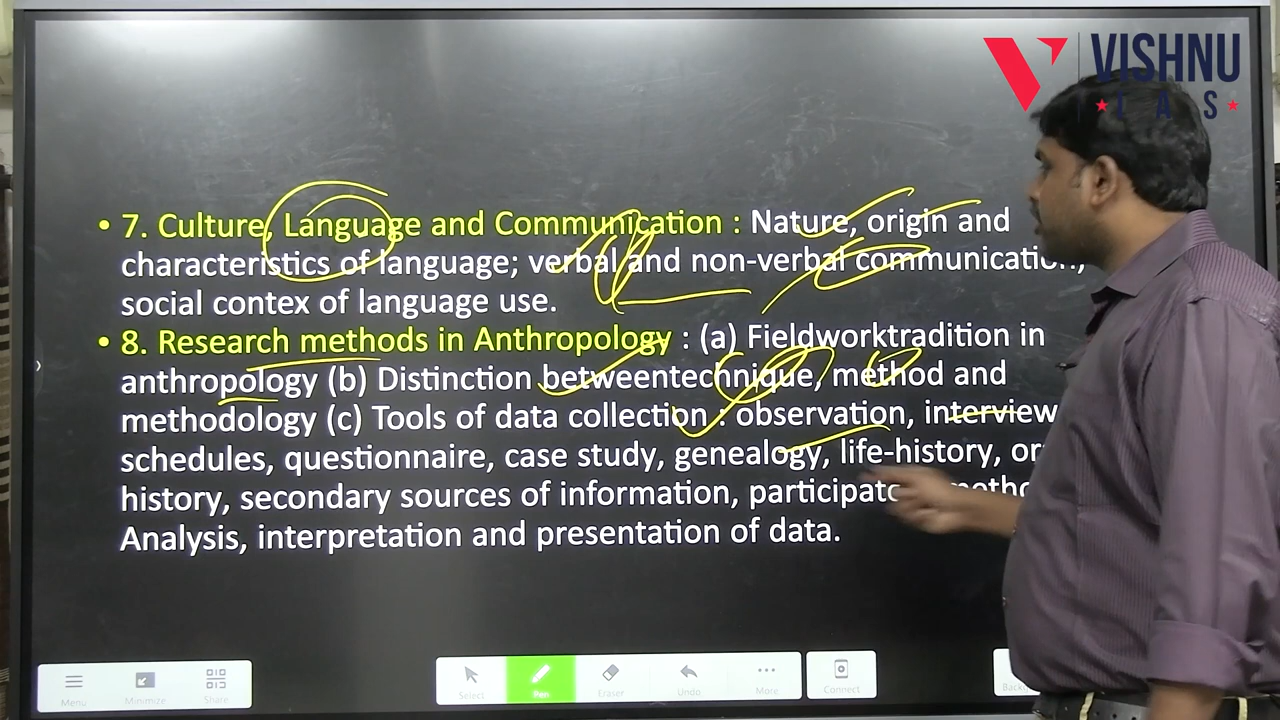 VISHNU
IAS
• 7. Culture, Language and Communication : Nature, origin and
characteristics of language; verbal and non-verbal communication,
social contex of language use.
• 8. Research methods in Anthropology : (a) Fieldworktradition in
anthropology (b) Distinction betweentechnique, method and
methodology (c) Tools of data collection : observation, interview
schedules, questionnaire, case study, genealogy, life-history,
history, secondary sources of information,
Analysis, interpretation and presentation of data.
Menu Minimize Share Select Pen Eraser Undo More Connect